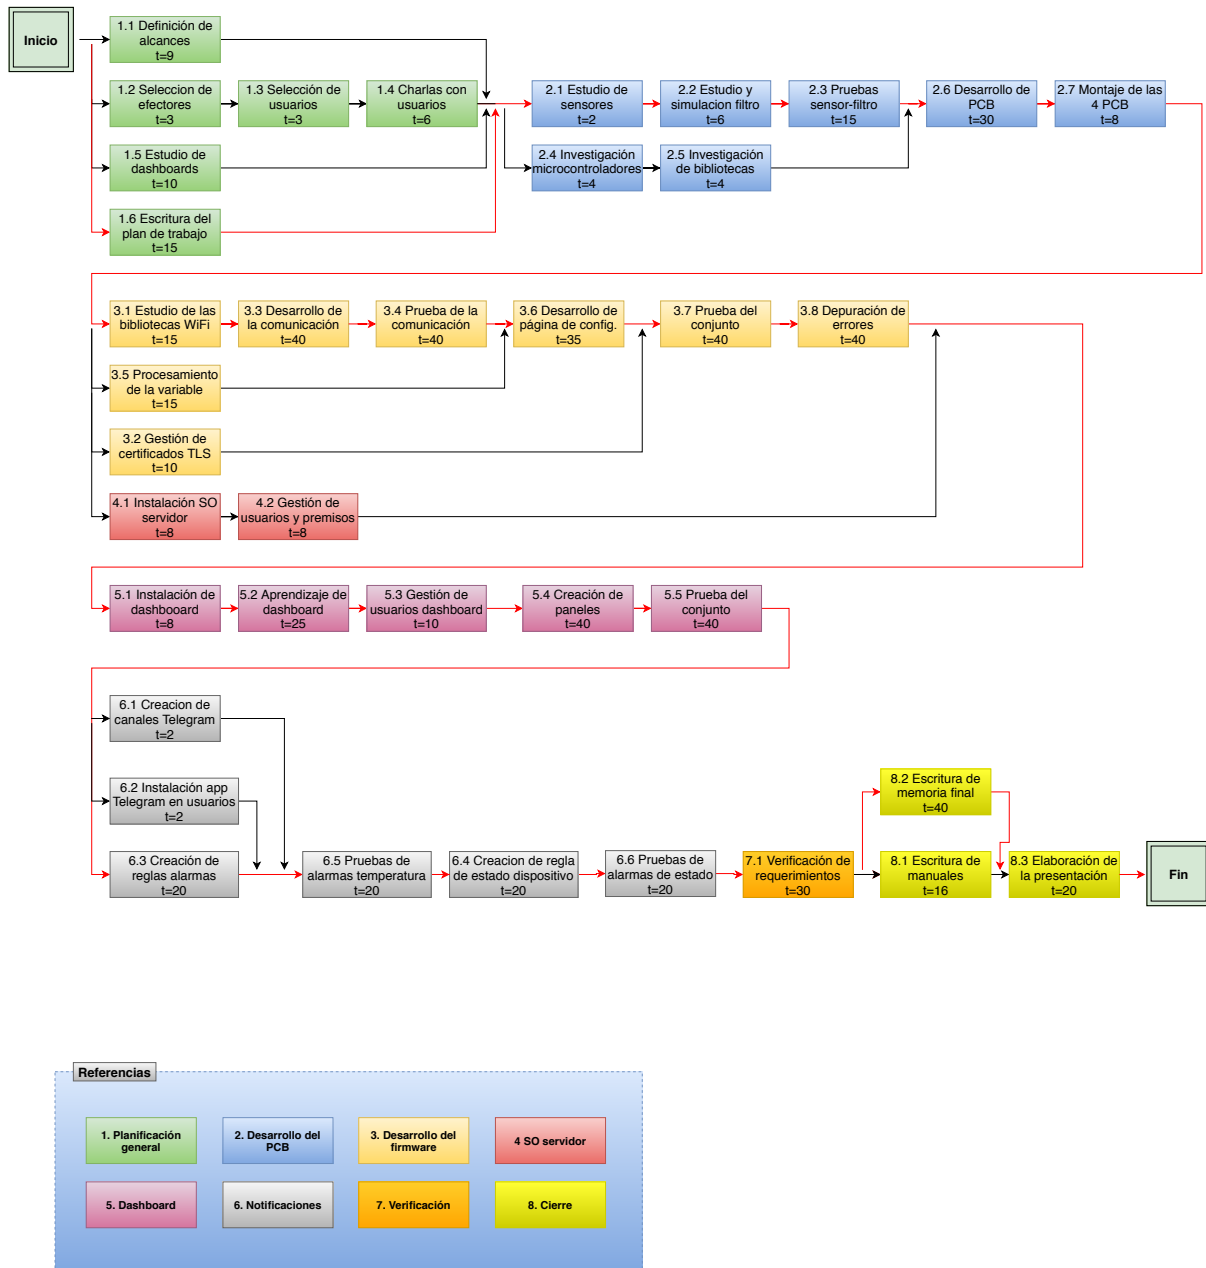 Inicio
1.1 Definición de
alcances
t=9
1.2 Seleccion de
efectores
t=3
1.3 Selección de
usuarios
t=3
1.4 Charlas con
usuarios
t=6
1.5 Estudio de
dashboards
t=10
1.6 Escritura del
plan de trabajo
t=15
2.1 Estudio de
sensores
t=2
2.2 Estudio y
simulacion filtro
t=6
2.3 Pruebas
sensor-filtro
t=15
2.6 Desarrollo de
PCB
t=30
2.7 Montaje de las
4 PCB
t=8
2.4 Investigación
microcontroladores
t=4
2.5 Investigación
de bibliotecas
t=4
3.1 Estudio de las
bibliotecas WiFi
t=15
3.3 Desarrollo de
la comunicación
t=40
3.4 Prueba de la
comunicación
t=40
3.6 Desarrollo de
página de config.
t=35
3.7 Prueba del
conjunto
t=40
3.8 Depuración de
errores
t=40
3.5 Procesamiento
de la variable
t=15
3.2 Gestión de
certificados TLS
t=10
4.1 Instalación SO
servidor
t=8
4.2 Gestión de
usuarios y premisos
t=8
5.1 Instalación de
dashbooard
t=8
5.2 Aprendizaje de
dashboard
t=25
5.3 Gestión de
usuarios dashboard
t=10
5.4 Creación de
paneles
t=40
5.5 Prueba del
conjunto
t=40
6.1 Creacion de
canales Telegram
t=2
6.2 Instalación app
Telegram en usuarios
t=2
6.3 Creación de
reglas alarmas
t=20
6.5 Pruebas de
alarmas temperatura
t=20
6.4 Creacion de regla
de estado dispositivo
t=20
6.6 Pruebas de
alarmas de estado
t=20
7.1 Verificación de
requerimientos
t=30
8.2 Escritura de
memoria final
t=40
8.1 Escritura de
manuales
t=16
8.3 Elaboración de
la presentación
t=20
Fin
Referencias
1. Planificación
general
2. Desarrollo del
PCB
3. Desarrollo del
firmware
4 SO servidor
5. Dashboard
6. Notificaciones
7. Verificación
8. Cierre